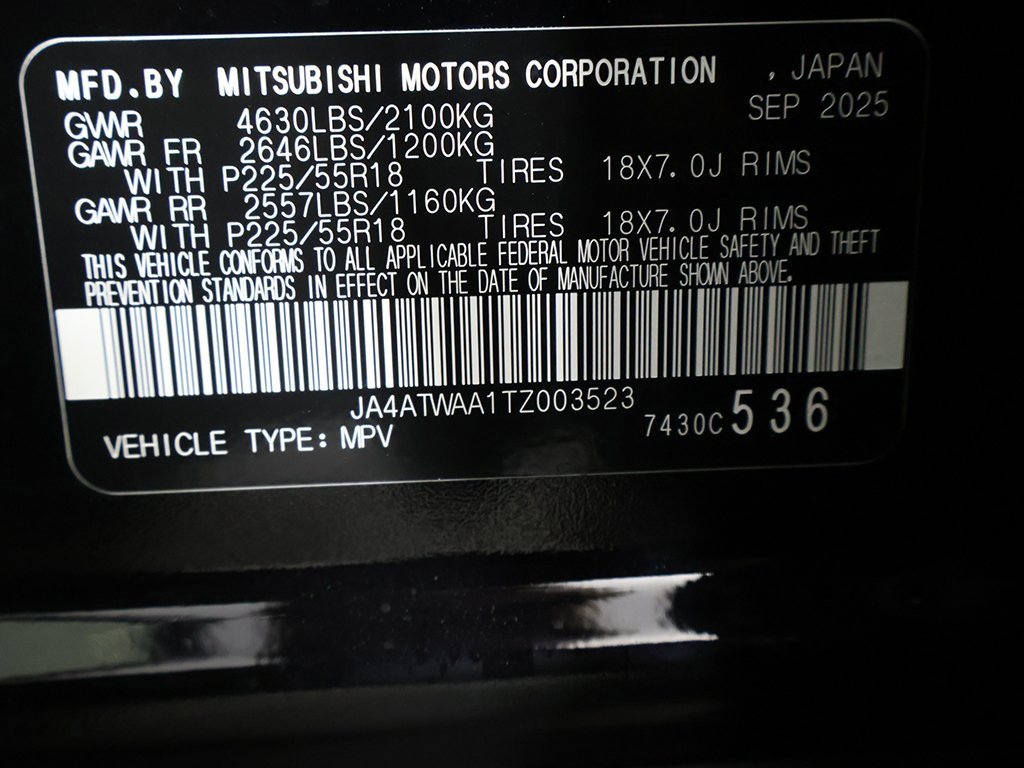 MFD.BY MITSUBISHI MOTORS CORPORATION , JAPAN
SEP 2025
GVWR 4630LBS/2100KG
GAWR FR 2646LBS/1200KG
WITH P225/55R18 TIRES 18X7.0J RIMS
GAWR RR 2557LBS/1160KG
WITH P225/55R18 TIRES 18X7.0J RIMS
THIS VEHICLE CONFORMS TO ALL APPLICABLE FEDERAL MOTOR VEHICLE SAFETY AND THEFT
PREVENTION STANDARDS IN EFFECT ON THE DATE OF MANUFACTURE SHOWN ABOVE.
JA4ATWAA1TZ003523
7430C 536
VEHICLE TYPE: MPV